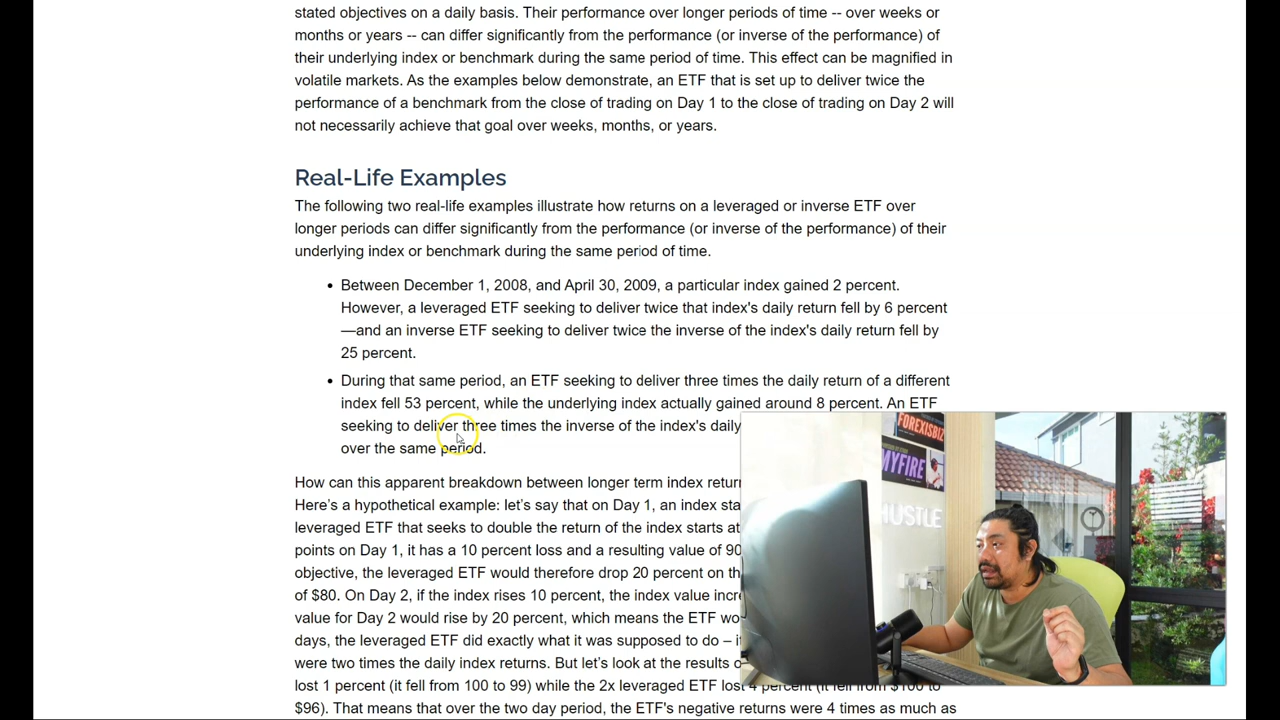 stated objectives on a daily basis. Their performance over longer periods of time -- over weeks or
months or years -- can differ significantly from the performance (or inverse of the performance) of
their underlying index or benchmark during the same period of time. This effect can be magnified in
volatile markets. As the examples below demonstrate, an ETF that is set up to deliver twice the
performance of a benchmark from the close of trading on Day 1 to the close of trading on Day 2 will
not necessarily achieve that goal over weeks, months, or years.
Real-Life Examples
The following two real-life examples illustrate how returns on a leveraged or inverse ETF over
longer periods can differ significantly from the performance (or inverse of the performance) of their
underlying index or benchmark during the same period of time.
• Between December 1, 2008, and April 30, 2009, a particular index gained 2 percent.
However, a leveraged ETF seeking to deliver twice that index's daily return fell by 6 percent
—and an inverse ETF seeking to deliver twice the inverse of the index's daily return fell by
25 percent.
• During that same period, an ETF seeking to deliver three times the daily return of a different
index fell 53 percent, while the underlying index actually gained around 8 percent. An ETF
seeking to deliver three times the inverse of the index's daily
over the same period.
How can this apparent breakdown between longer term index
Here's a hypothetical example: let's say that on Day 1, an index
leveraged ETF that seeks to double the return of the index starts at
points on Day 1, it has a 10 percent loss and a resulting value of 90
objective, the leveraged ETF would therefore drop 20 percent on
of $80. On Day 2, if the index rises 10 percent, the index value
value for Day 2 would rise by 20 percent, which means the ETF
days, the leveraged ETF did exactly what it was supposed to do –
were two times the daily index returns. But let's look at the results
lost 1 percent (it fell from 100 to 99) while the 2x leveraged ETF lost 4 percent (it fell from $100 to
$96). That means that over the two day period, the ETF's negative returns were 4 times as much as
FOREXISBIZ
MYFIRE
HUSTLE